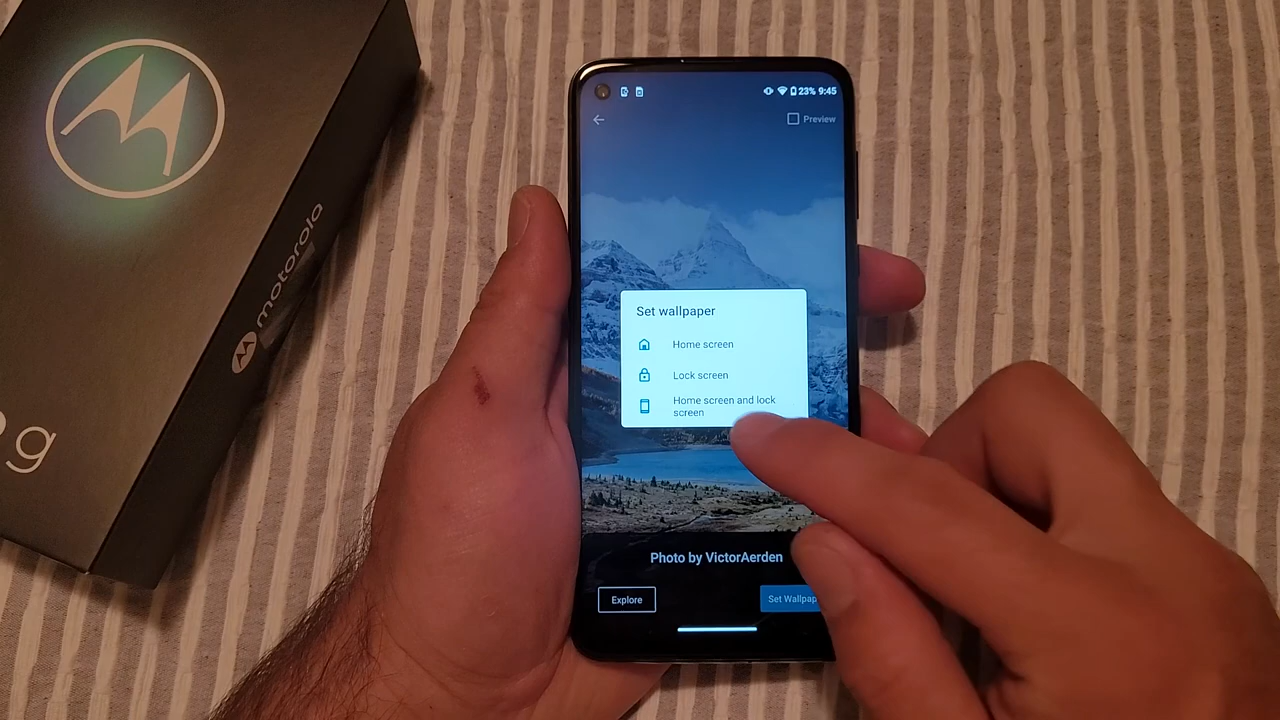 motorola
g
23% 9:45
Preview
Set wallpaper
Home screen
Lock screen
Home screen and lock
screen
Photo by VictorAerden
Explore
Set Wallpap